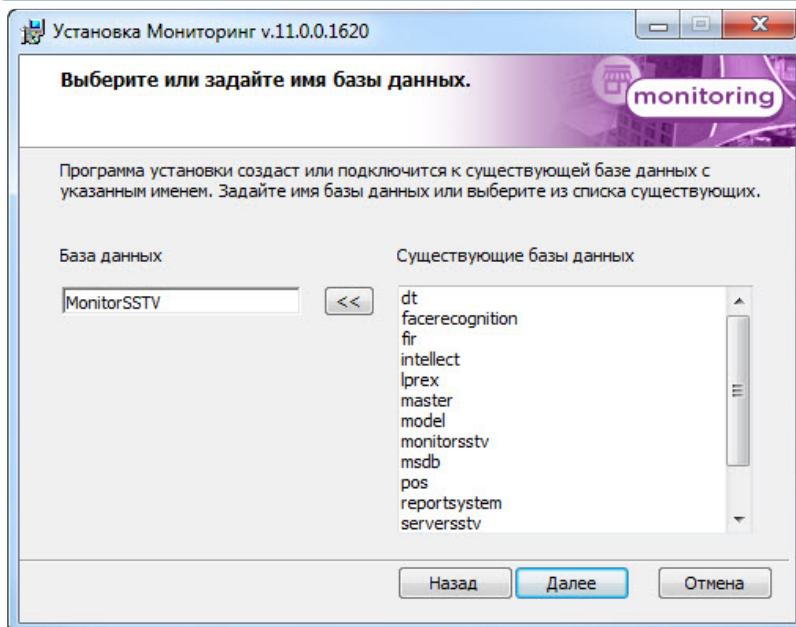 Установка Мониторинг v.11.0.0.1620
Выберите или задайте имя базы данных.
monitoring
Программа установки создаст или подключится к существующей базе данных с
указанным именем. Задайте имя базы данных или выберите из списка существующих.
База данных
Существующие базы данных
MonitorSSTV
<<
dt
facerecognition
fir
intellect
lprex
master
model
monitorsstv
msdb
pos
reportsystem
serversstv
Назад
Далее
Отмена